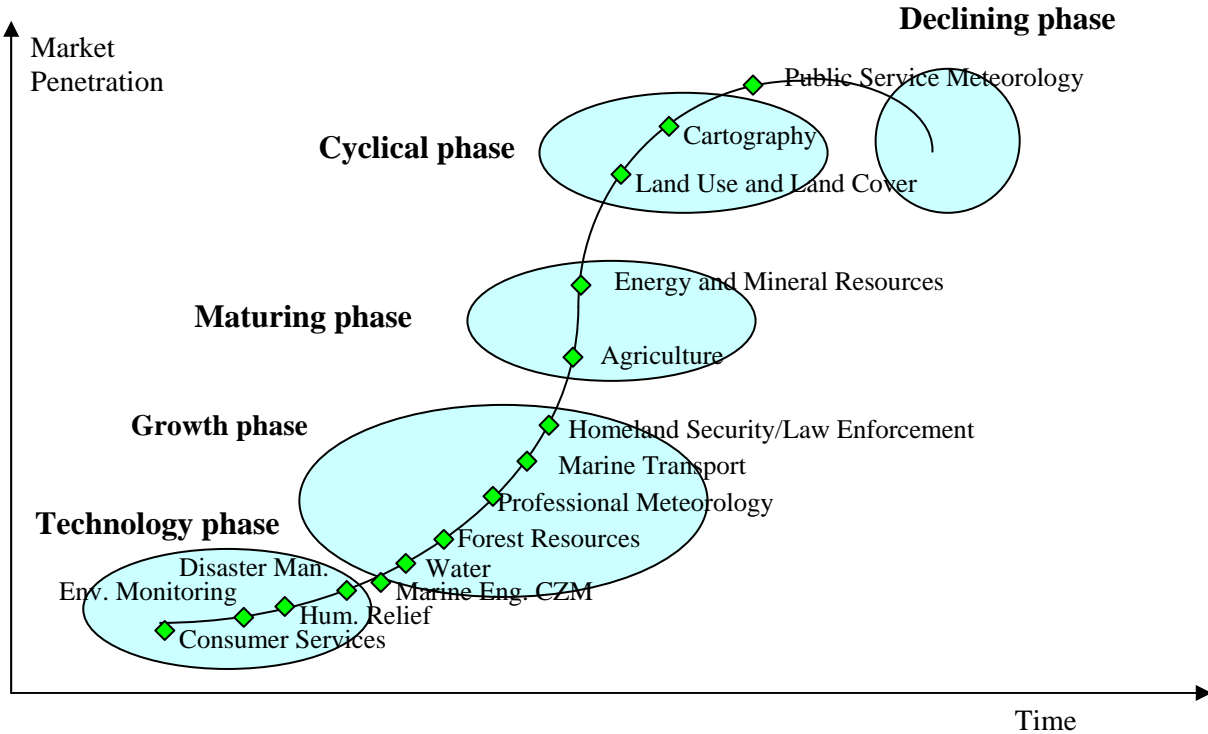 Declining phase
Market
Penetration
Public Service Meteorology
Cyclical phase
Cartography
Land Use and Land Cover
Energy and Mineral Resources
Maturing phase
Agriculture
Growth phase
Homeland Security/Law Enforcement
Marine Transport
Professional Meteorology
Technology phase
Forest Resources
Disaster Man.
Water
Env. Monitoring
Marine Eng. CZM
Hum. Relief
Consumer Services
Time